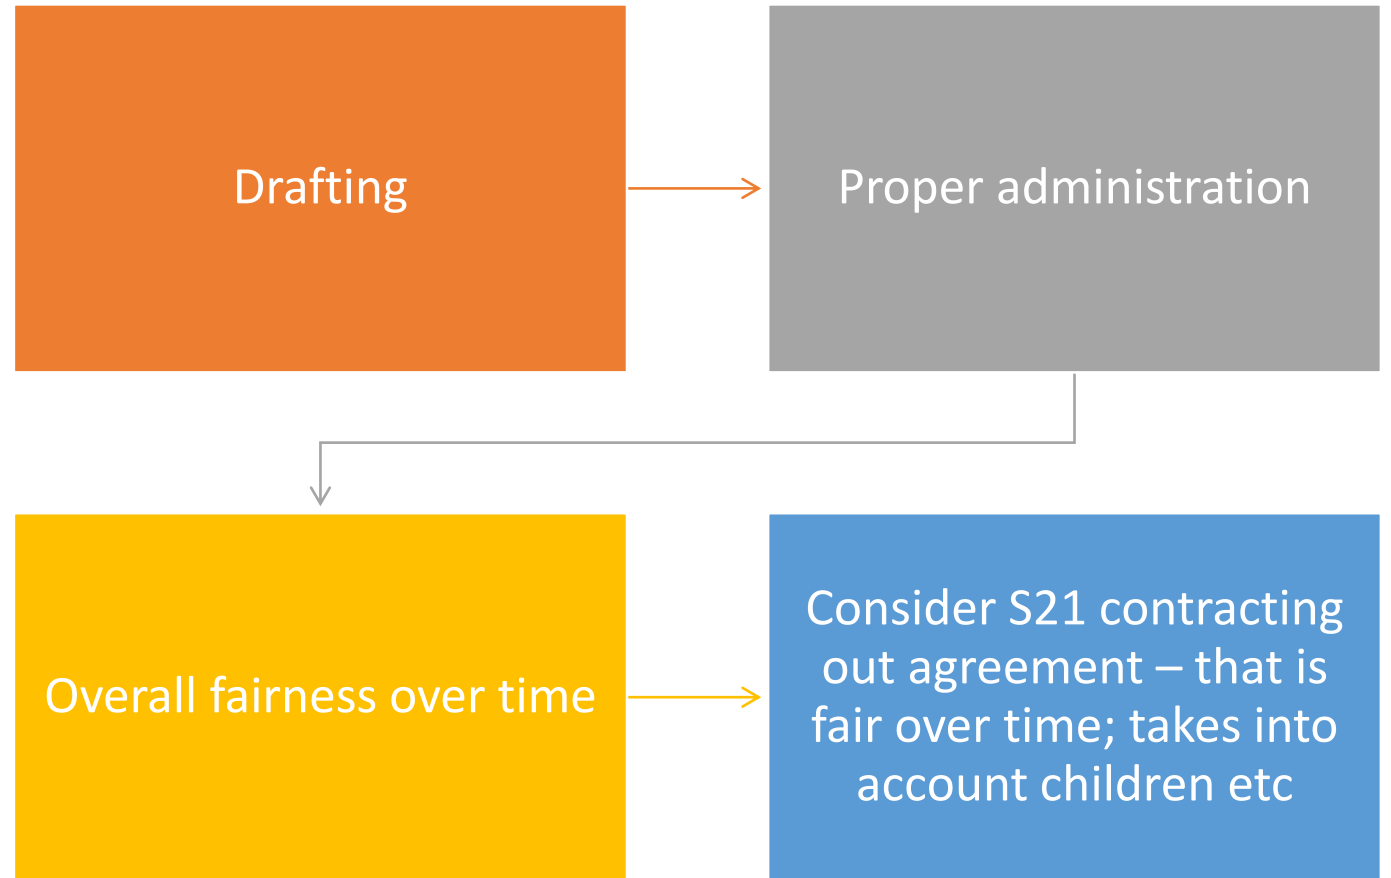 Drafting
Proper administration
Overall fairness over time
Consider S21 contracting
out agreement – that is
fair over time; takes into
account children etc